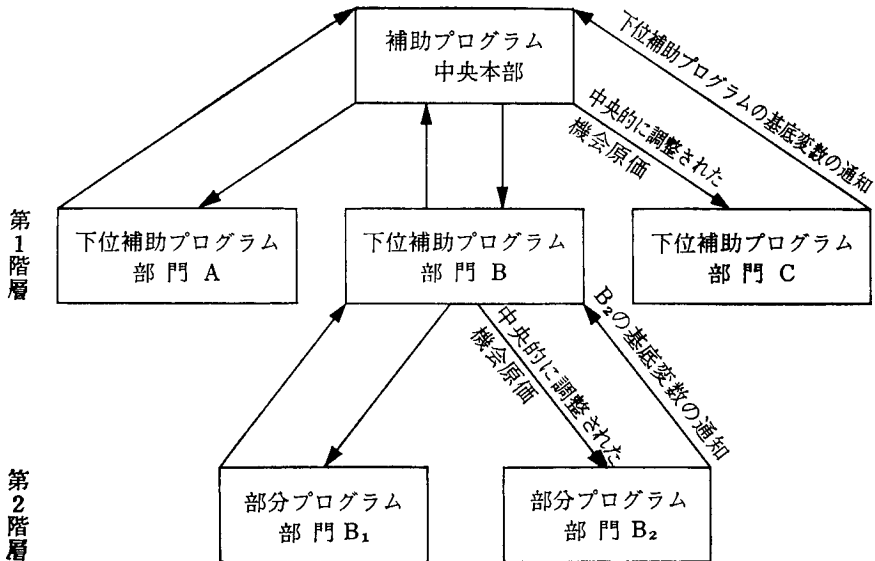 補助プログラム
中央本部
下位補助プログラムの基底変数の通知
中央的に調整された
機会原価
第1階層
下位補助プログラム
部門 A
下位補助プログラム
部門 B
下位補助プログラム
部門 C
中央的に調整された
機会原価
B₂の基底変数の通知
第2階層
部分プログラム
部門 B₁
部分プログラム
部門 B₂